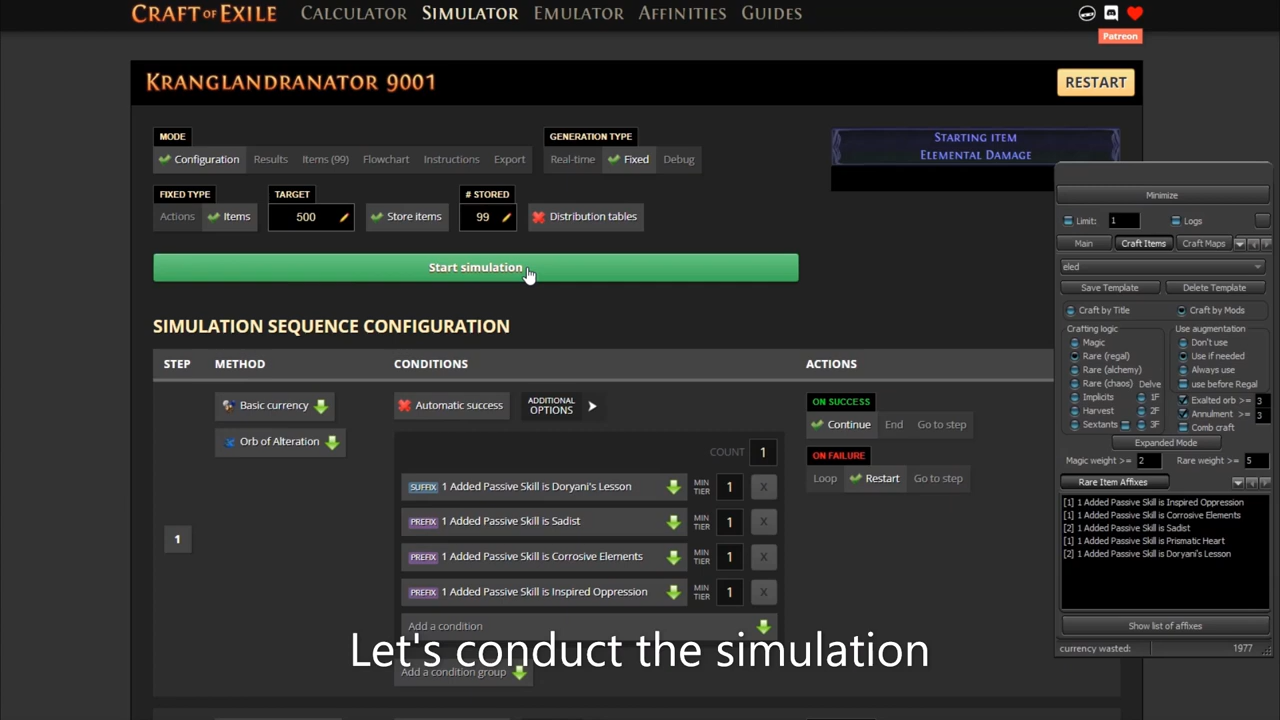 CRAFT OF EXILE CALCULATOR SIMULATOR EMULATOR AFFINITIES GUIDES
Patreon
KRANGLANDRANATOR 9001 RESTART
MODE GENERATION TYPE
Configuration Results Items (99) Flowchart Instructions Export Real-time Fixed Debug
STARTING ITEM
ELEMENTAL DAMAGE
FIXED TYPE TARGET # STORED
Actions Items 500 Store items 99 Distribution tables
Start simulation
SIMULATION SEQUENCE CONFIGURATION
STEP METHOD CONDITIONS ACTIONS
Basic currency Automatic success ADDITIONAL
OPTIONS
Orb of Alteration
COUNT 1
SUFFIX 1 Added Passive Skill is Doryani's Lesson MIN
TIER 1 X
PREFIX 1 Added Passive Skill is Sadist MIN
TIER 1 X
PREFIX 1 Added Passive Skill is Corrosive Elements MIN
TIER 1 X
PREFIX 1 Added Passive Skill is Inspired Oppression MIN
TIER 1 X
Add a condition
Add a condition group
1
ON SUCCESS
Continue End Go to step
ON FAILURE
Loop Restart Go to step
Minimize
Limit: 1 Logs
Main Craft Items Craft Maps
eled
Save Template Delete Template
Craft by Title Craft by Mods
Crafting logic Use augmentation
Magic Don't use
Rare (regal) Use if needed
Rare (alchemy) Always use
Rare (chaos) Delve use before Regal
Implicits 1F Exalted orb >= 3
Harvest 2F Annulment >= 3
Sextants 3F Comb craft
Expanded Mode
Magic weight >= 2 Rare weight >= 5
Rare Item Affixes
[1] 1 Added Passive Skill is Inspired Oppression
[1] 1 Added Passive Skill is Corrosive Elements
[2] 1 Added Passive Skill is Sadist
[1] 1 Added Passive Skill is Prismatic Heart
[2] 1 Added Passive Skill is Doryani's Lesson
Show list of affixes
currency wasted: 1977
Let's conduct the simulation